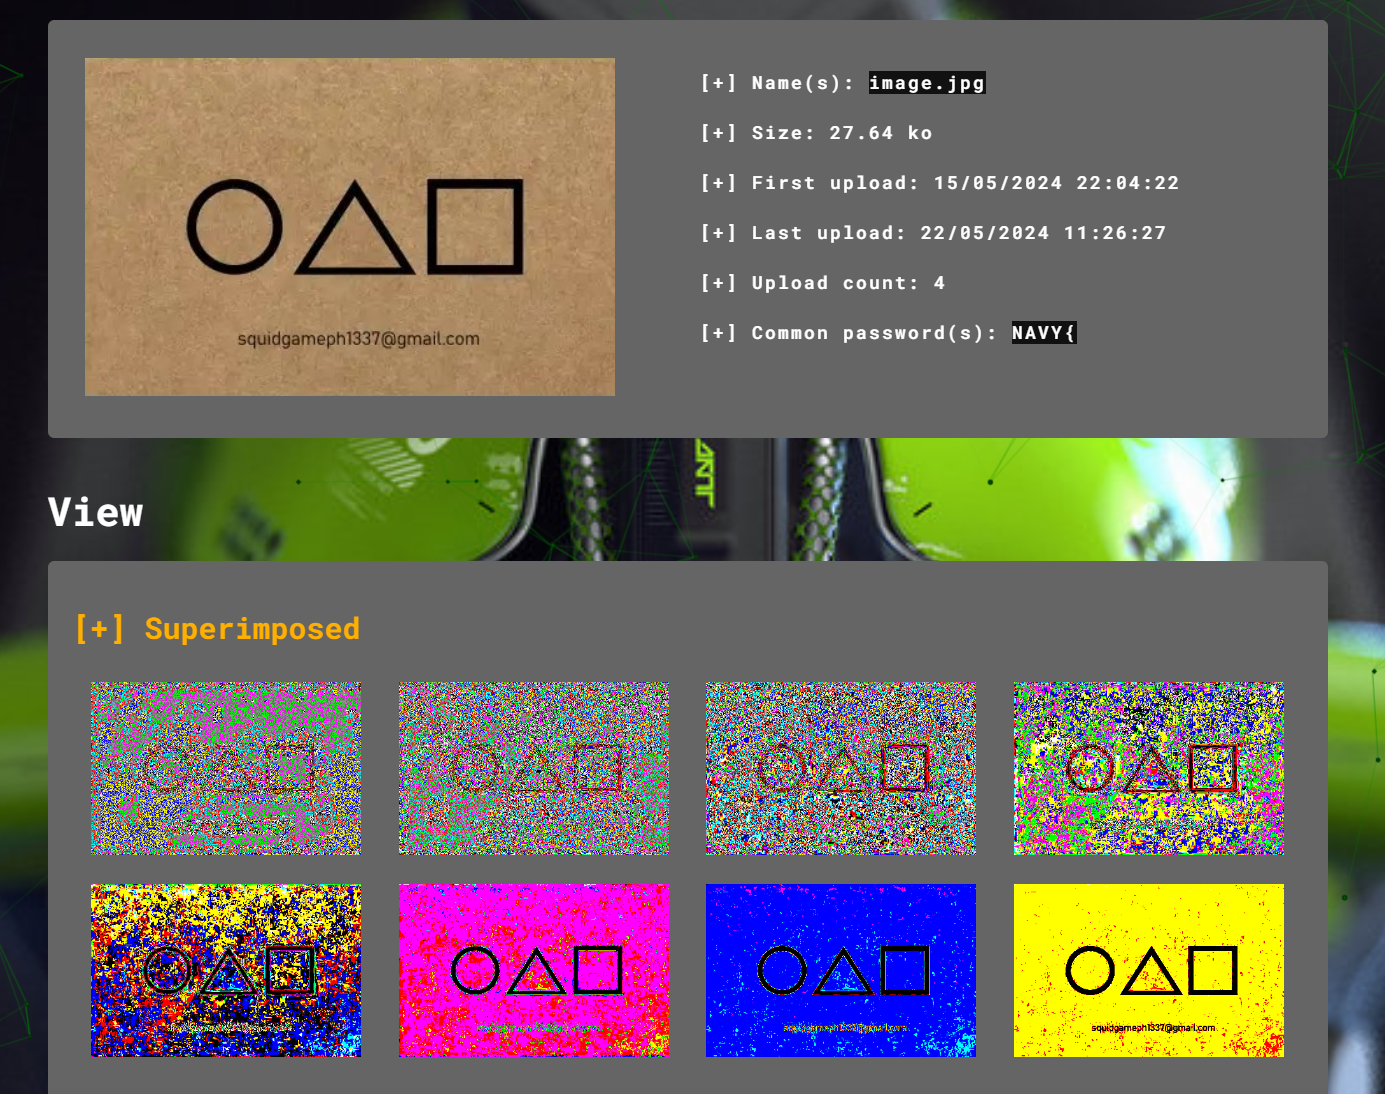 [+] Name(s): image.jpg
[+] Size: 27.64 ko
[+] First upload: 15/05/2024 22:04:22
[+] Last upload: 22/05/2024 11:26:27
[+] Upload count: 4
[+] Common password(s): NAVY{
squidgameph1337@gmail.com
ANT
View
[+] Superimposed
squidgameph1337@gmail.com
squidgameph1337@gmail.com
squidgameph1337@gmail.com